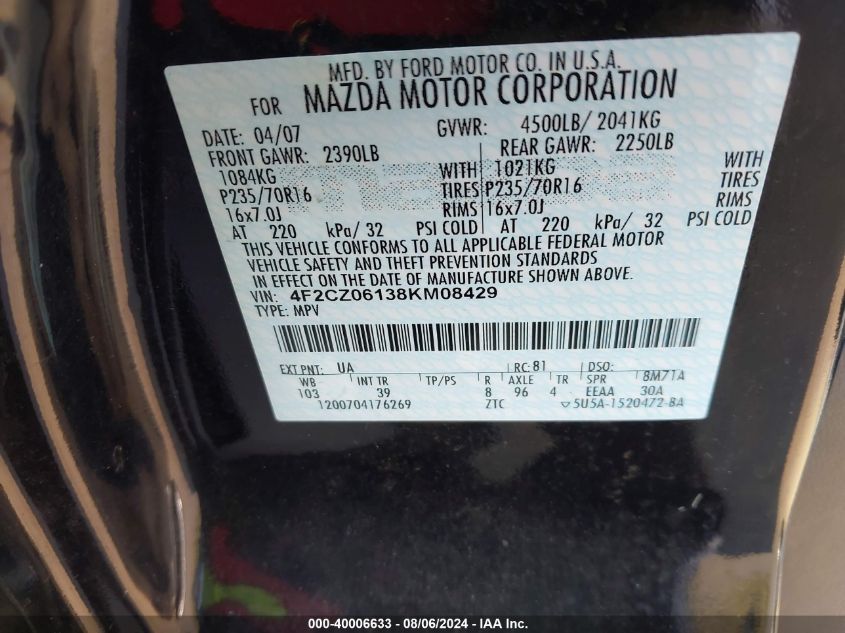 MFD. BY FORD MOTOR CO. IN U.S.A.
FOR MAZDA MOTOR CORPORATION
DATE: 04/07 GVWR: 4500LB/ 2041KG
FRONT GAWR: 2390LB REAR GAWR: 2250LB
1084KG WITH 1021KG WITH
P235/70R16 TIRES P235/70R16 TIRES
16x7.0J RIMS 16x7.0J RIMS
AT 220 kPa/ 32 PSI COLD AT 220 kPa/ 32 PSI COLD
THIS VEHICLE CONFORMS TO ALL APPLICABLE FEDERAL MOTOR
VEHICLE SAFETY AND THEFT PREVENTION STANDARDS
IN EFFECT ON THE DATE OF MANUFACTURE SHOWN ABOVE.
VIN: 4F2CZ06138KM08429
TYPE: MPV
EXT PNT: UA RC: 81 DSO:
WB INT TR TP/PS R AXLE TR SPR BM71A
103 39 8 96 4 EEAA 30A
1200704176269 ZTC ▽5U5A-1520472-BA
000-40006633 - 08/06/2024 - IAA Inc.